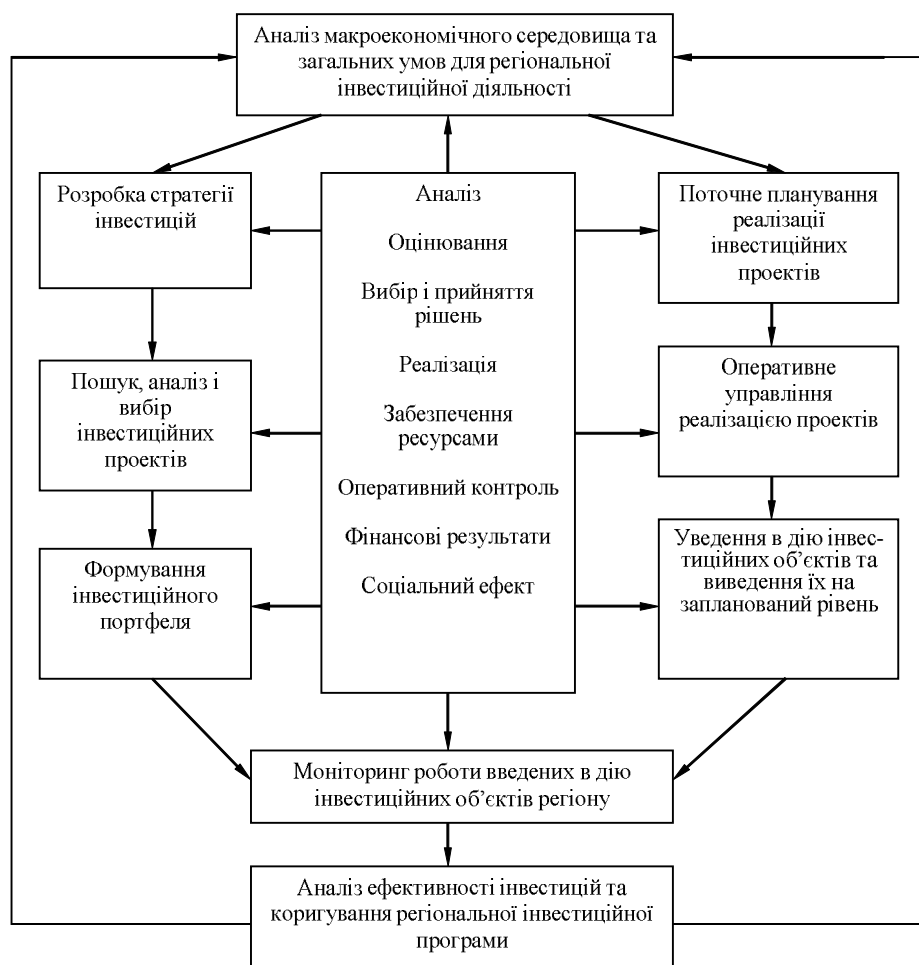 Аналіз макроекономічного середовища та
загальних умов для регіональної
інвестиційної діяльності
Розробка стратегії
інвестицій
Пошук, аналіз і
вибір
інвестиційних
проектів
Формування
інвестиційного
портфеля
Аналіз
Оцінювання
Вибір і прийняття
рішень
Реалізація
Забезпечення
ресурсами
Оперативний контроль
Фінансові результати
Соціальний ефект
Поточне планування
реалізації
інвестиційних
проектів
Оперативне
управління
реалізацією проектів
Уведення в дію інвес-
тиційних об’єктів та
виведення їх на
запланований рівень
Моніторинг роботи введених в дію
інвестиційних об’єктів регіону
Аналіз ефективності інвестицій та
коригування регіональної інвестиційної
програми